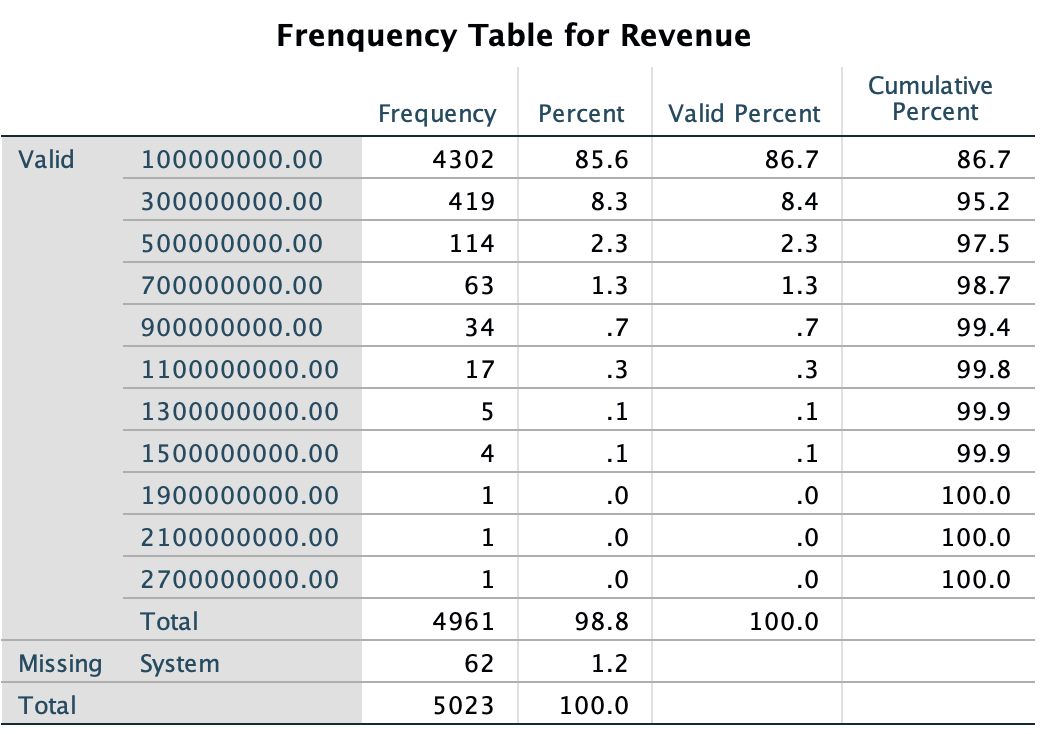 Frenquency Table for Revenue
Frequency Percent Valid Percent Cumulative Percent
Valid 100000000.00 4302 85.6 86.7 86.7
300000000.00 419 8.3 8.4 95.2
500000000.00 114 2.3 2.3 97.5
700000000.00 63 1.3 1.3 98.7
900000000.00 34 .7 .7 99.4
1100000000.00 17 .3 .3 99.8
1300000000.00 5 .1 .1 99.9
1500000000.00 4 .1 .1 99.9
1900000000.00 1 .0 .0 100.0
2100000000.00 1 .0 .0 100.0
2700000000.00 1 .0 .0 100.0
Total 4961 98.8 100.0
Missing System 62 1.2
Total 5023 100.0